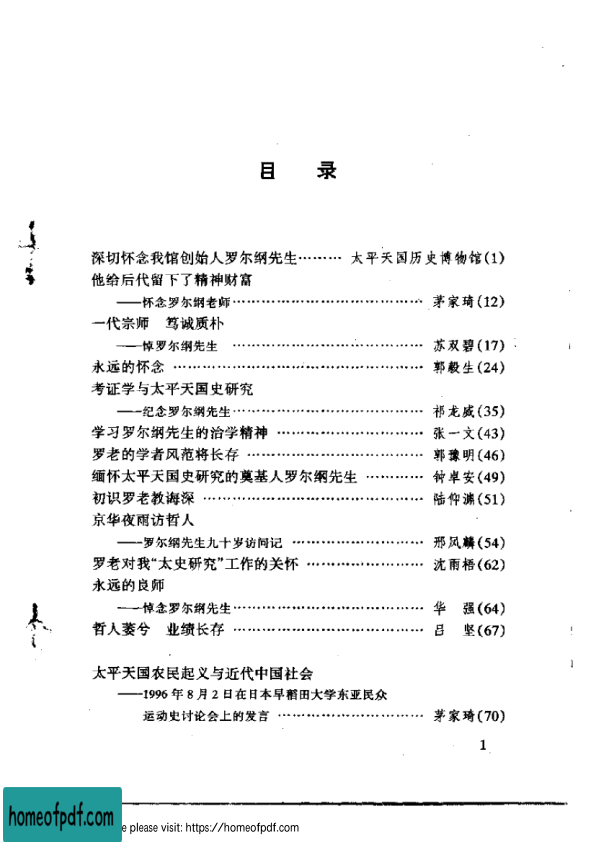 目 录
深切怀念我馆创始人罗尔纲先生……… 太平天国历史博物馆(1)
他给后代留下了精神财富
——怀念罗尔纲老师………………………………… 茅家琦(12)
一代宗师 笃诚质朴
——悼罗尔纲先生 ………………………………… 苏双碧(17)
永远的怀念 ………………………………………… 郭毅生(24)
考证学与太平天国史研究
——纪念罗尔纲先生………………………………… 祁龙威(35)
学习罗尔纲先生的治学精神 ……………………… 张一文(43)
罗老的学者风范将长存 …………………………… 郭豫明(46)
缅怀太平天国史研究的奠基人罗尔纲先生 ………… 钟卓安(49)
初识罗老教诲深 …………………………………… 陆仰渊(51)
京华夜雨访哲人
——罗尔纲先生九十岁访问记 …………………… 邢凤麟(54)
罗老对我“太史研究”工作的关怀 ………………… 沈雨梧(62)
永远的良师
——悼念罗尔纲先生………………………………… 华 强(64)
哲人萎兮 业绩长存 ……………………………… 吕 坚(67)
太平天国农民起义与近代中国社会
——1996年8月2日在日本早稻田大学东亚民众
运动史讨论会上的发言 ……………………… 茅家琦(70)
1
homeofpdf.com
e please visit: https://homeofpdf.com